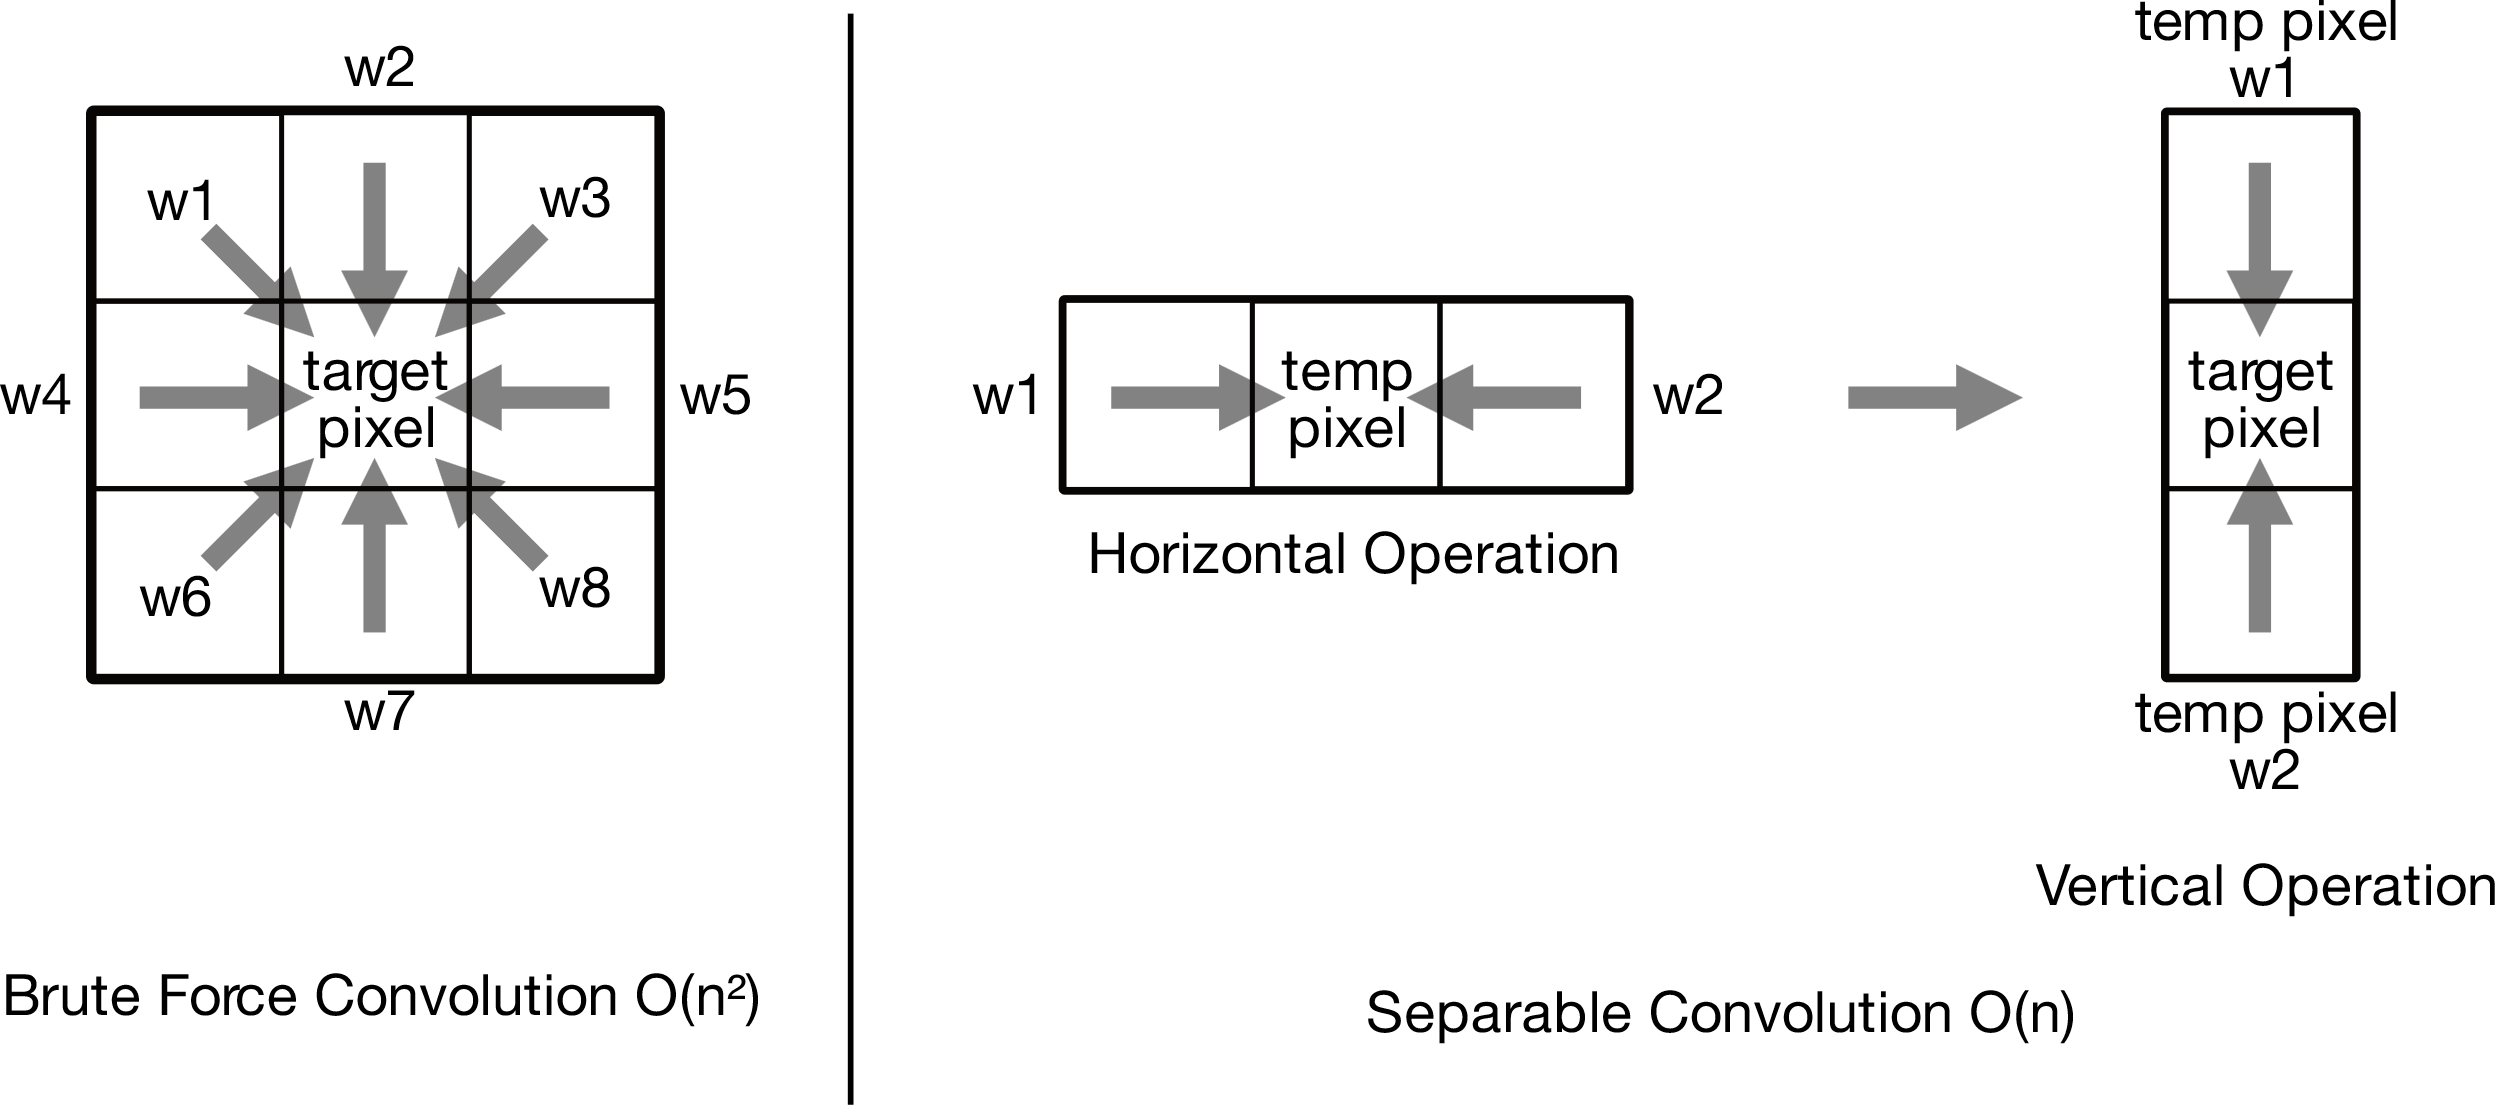 w2
w1
w3
target
pixel
w4
w5
w6
w8
w7
Brute Force Convolution O(n²)
w1
temp
pixel
w2
Horizontal Operation
temp pixel
w1
target
pixel
temp pixel
w2
Vertical Operation
Separable Convolution O(n)